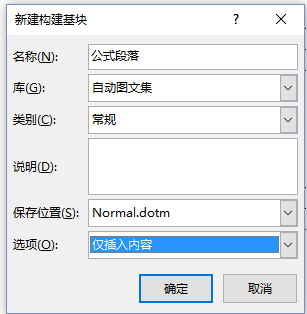 新建构建基块 ?
名称(N): 公式段落
库(G): 自动图文集
类别(C): 常规
说明(D):
保存位置(S): Normal.dotm
选项(O): 仅插入内容
确定 取消